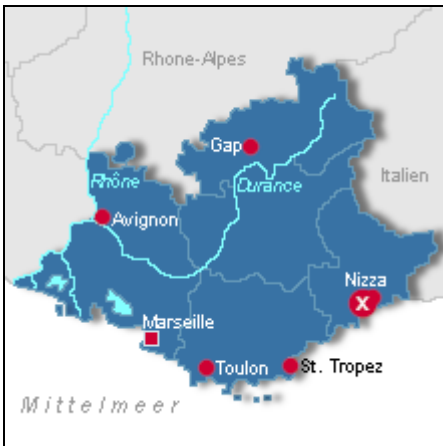 Rhone-Alpes
Gap
Italien
Rhône
Durance
Avignon
Nizza
X
Marseille
Toulon
St. Tropez
Mittelmeer